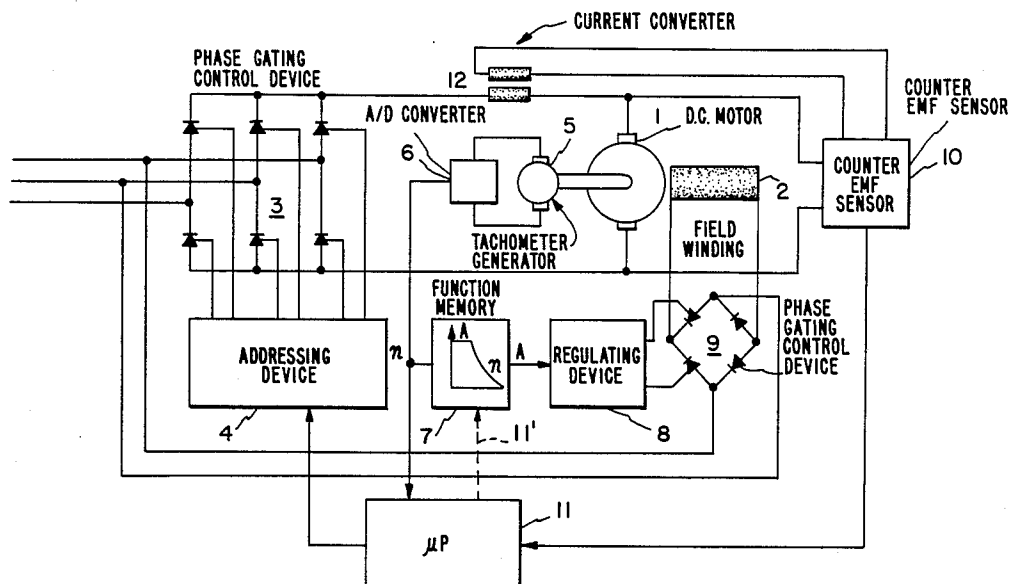 CURRENT CONVERTER
PHASE GATING
CONTROL DEVICE
12
A/D CONVERTER
COUNTER
EMF SENSOR
1
D.C. MOTOR
5
6
10
COUNTER
EMF
SENSOR
2
3
TACHOMETER
GENERATOR
FIELD
WINDING
FUNCTION
MEMORY
PHASE
GATING
CONTROL
DEVICE
9
ADDRESSING
DEVICE
n
A
n
A
REGULATING
DEVICE
4
7
11'
8
11
μP